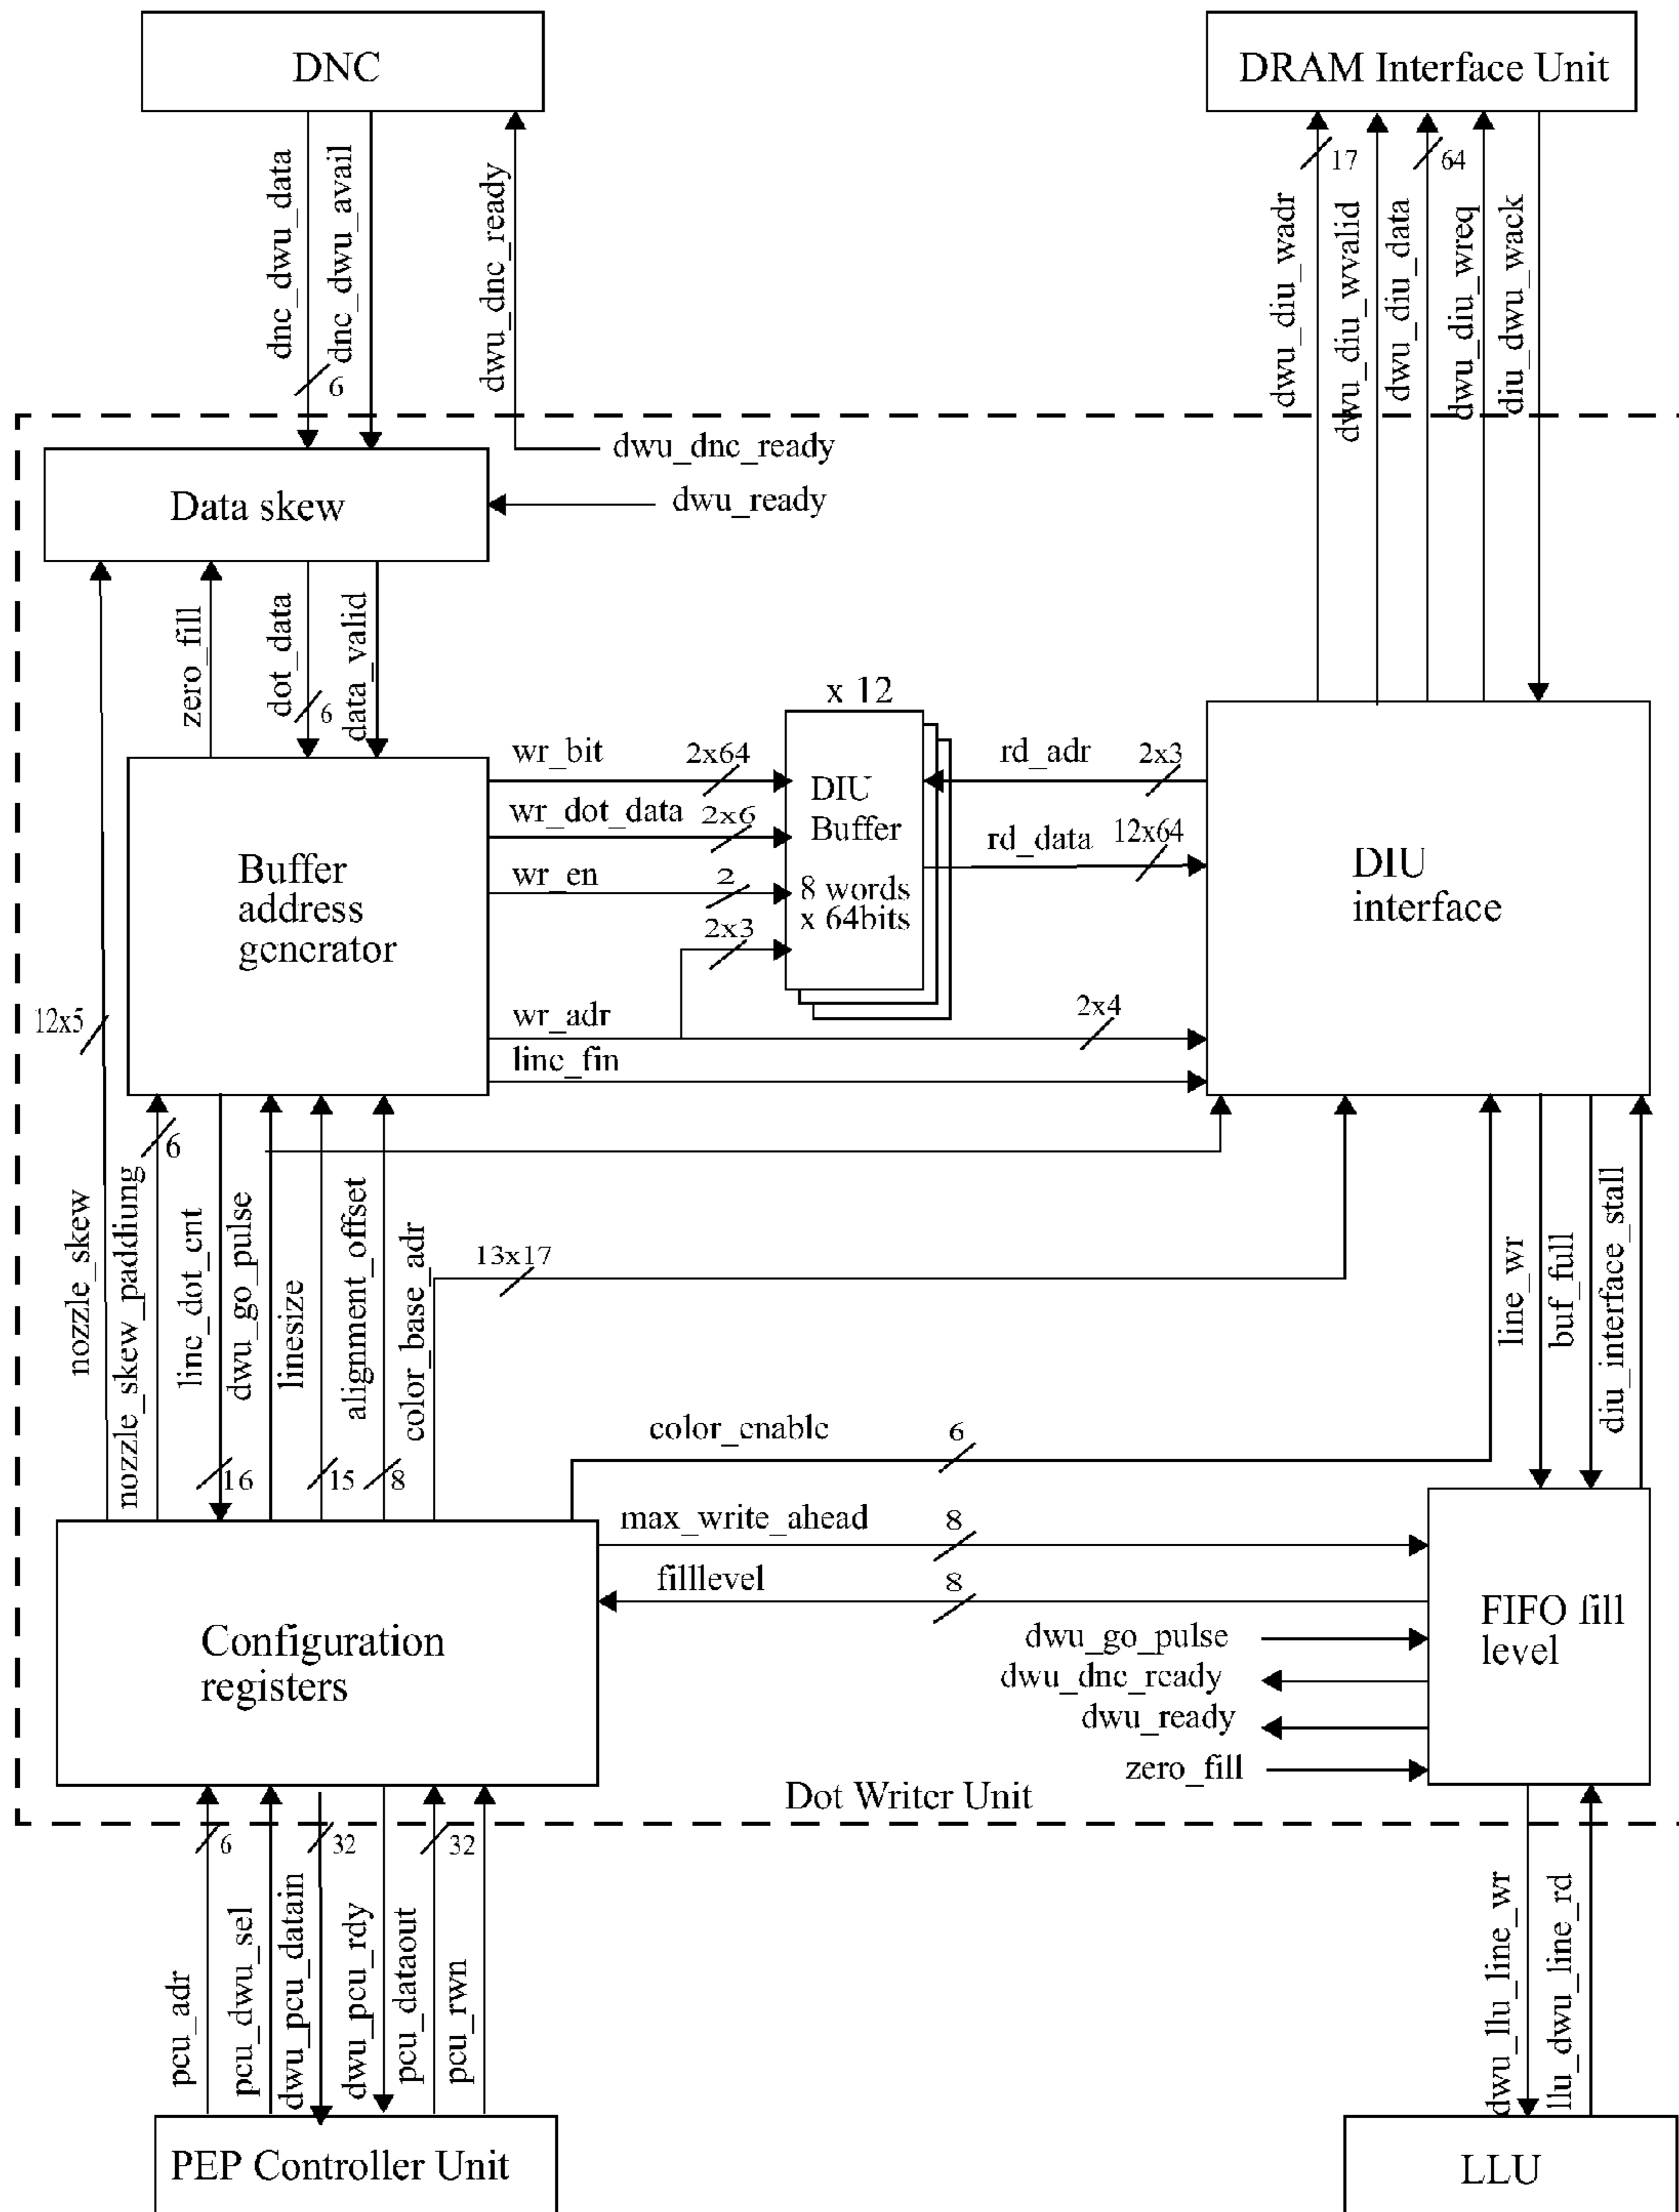 DNC
DRAM Interface Unit
dnc_dwu_data
dnc_dwu_avail
dwu_dnc_ready
6
dwu_diu_wadr
17
dwu_diu_wvalid
dwu_diu_data
64
dwu_diu_wreq
diu_dwu_wack
dwu_dnc_ready
dwu_ready
Data skew
zero_fill
dot_data
6
data_valid
x 12
wr_bit
2x64
DIU
Buffer
8 words
x 64bits
rd_adr
2x3
wr_dot_data
2x6
rd_data
12x64
wr_en
2
2x3
Buffer
address
generator
DIU
interface
12x5
wr_adr
2x4
line_fin
nozzle_skew
nozzle_skew_paddiung
6
line_dot_cnt
16
dwu_go_pulse
linesize
15
alignment_offset
8
color_base_adr
13x17
line_wr
buf_full
diu_interface_stall
color_enable
6
max_write_ahead
8
filllevel
8
Configuration
registers
FIFO fill
level
dwu_go_pulse
dwu_dnc_ready
dwu_ready
zero_fill
Dot Writer Unit
pcu_adr
6
pcu_dwu_sel
dwu_pcu_datain
32
dwu_pcu_rdy
pcu_dataout
32
pcu_rwn
dwu_llu_line_wr
llu_dwu_line_rd
PEP Controller Unit
LLU